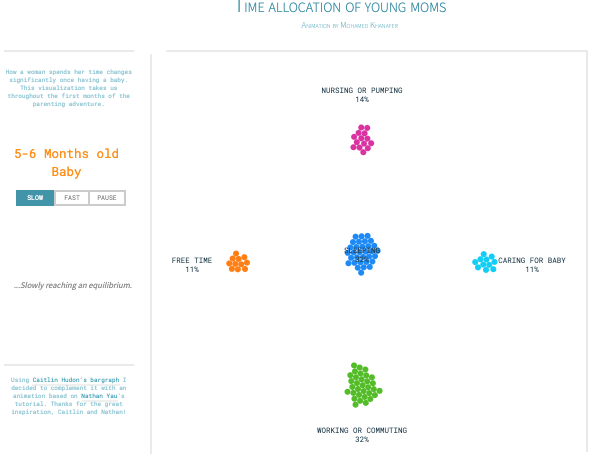 TIME ALLOCATION OF YOUNG MOMS
ANIMATION BY MOHAMED KHANAFER
How a woman spends her time changes
significantly once having a baby.
This visualization takes us
throughout the first months of the
parenting adventure.
5-6 Months old
Baby
SLOW FAST PAUSE
...Slowly reaching an equilibrium.
Using Caitlin Hudon's bargraph I
decided to complement it with an
animation based on Nathan Yau's
tutorial. Thanks for the great
inspiration, Caitlin and Nathan!
NURSING OR PUMPING
14%
FREE TIME
11%
SLEEPING
CARING FOR BABY
11%
WORKING OR COMMUTING
32%